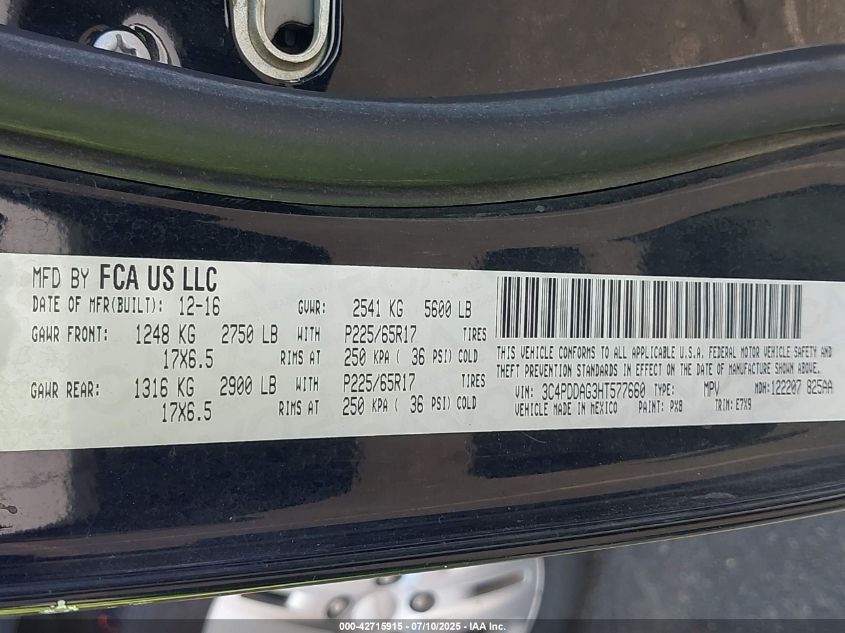 MFD BY FCA US LLC
DATE OF MFR(BUILT): 12-16 GVWR: 2541 KG 5600 LB
GAWR FRONT: 1248 KG 2750 LB WITH P225/65R17 TIRES
17X6.5 RIMS AT 250 KPA ( 36 PSI) COLD
GAWR REAR: 1316 KG 2900 LB WITH P225/65R17 TIRES
17X6.5 RIMS AT 250 KPA ( 36 PSI) COLD
THIS VEHICLE CONFORMS TO ALL APPLICABLE U.S.A. FEDERAL MOTOR VEHICLE SAFETY AND
THEFT PREVENTION STANDARDS IN EFFECT ON THE DATE OF MANUFACTURE SHOWN ABOVE.
VIN: 3C4PDDAG3HT577660 TYPE: MPV MDH: 122207 825AA
VEHICLE MADE IN MEXICO PAINT: PX8 TRIM: E7X9
000-42715915 - 07/10/2025 - IAA Inc.